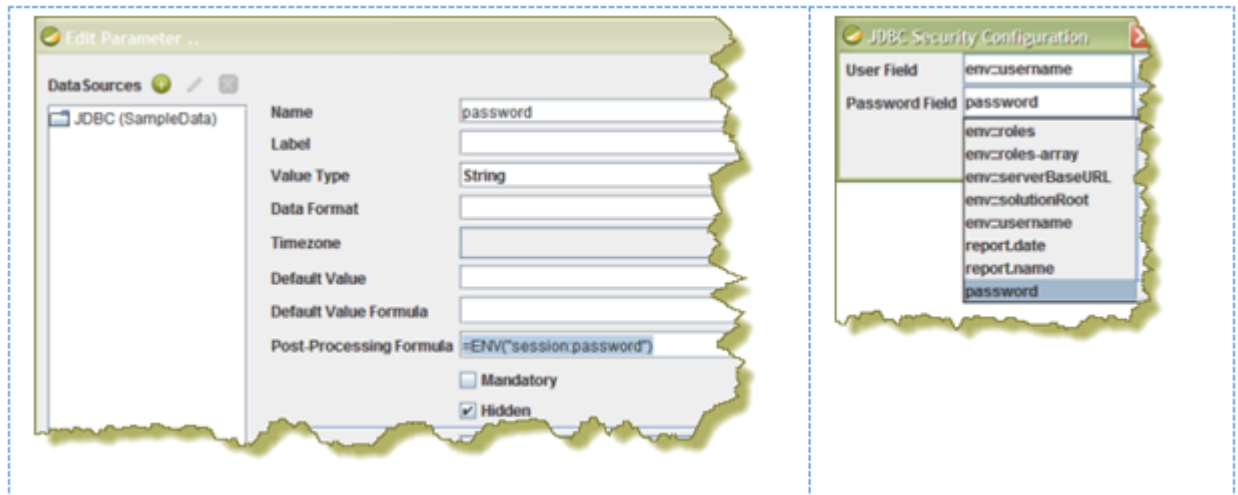 Edit Parameter ..
DataSources
JDBC (SampleData)
Name password
Label
Value Type String
Data Format
Timezone
Default Value
Default Value Formula
Post-Processing Formula =ENV("session:password")
Mandatory
Hidden
JDBC Security Configuration
User Field env::username
Password Field password
env::roles
env::roles-array
env::serverBaseURL
env::solutionRoot
env::username
report.date
report.name
password